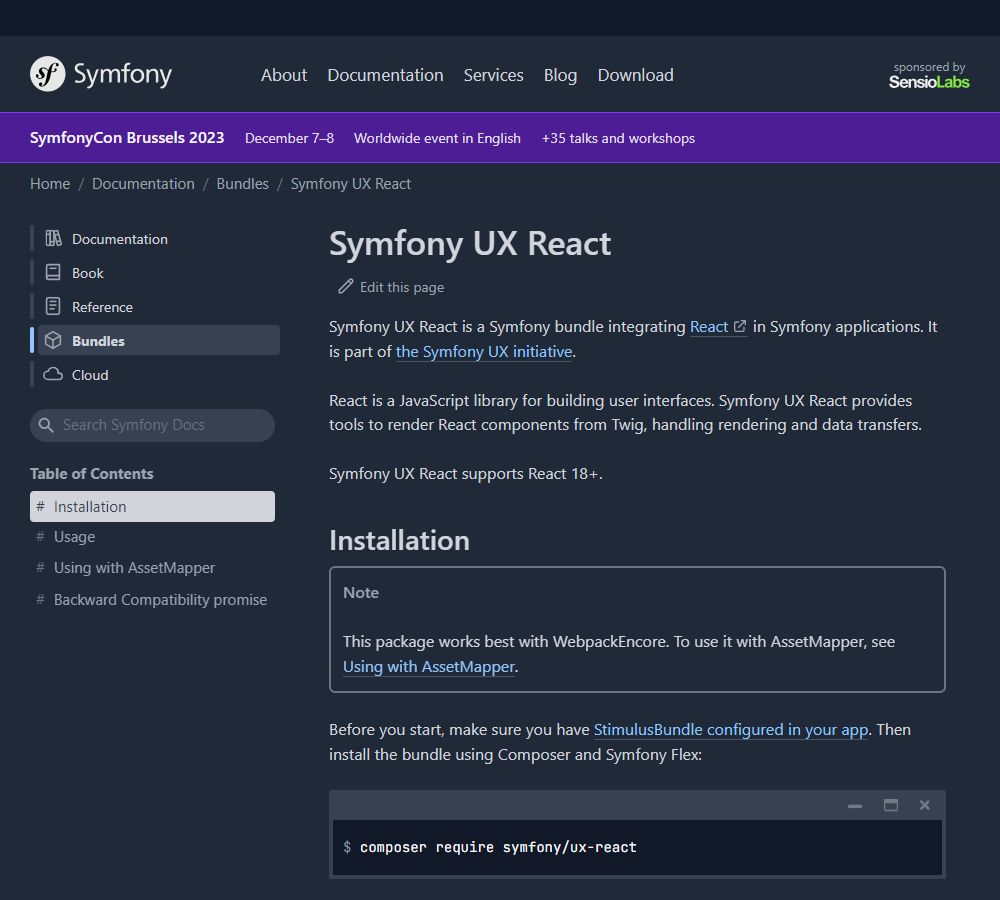 sf Symfony
About Documentation Services Blog Download
sponsored by
SensioLabs
SymfonyCon Brussels 2023 December 7–8 Worldwide event in English +35 talks and workshops
Home / Documentation / Bundles / Symfony UX React
Documentation
Book
Reference
Bundles
Cloud
Search Symfony Docs
Table of Contents
# Installation
# Usage
# Using with AssetMapper
# Backward Compatibility promise
Symfony UX React
Edit this page
Symfony UX React is a Symfony bundle integrating React in Symfony applications. It
is part of the Symfony UX initiative.
React is a JavaScript library for building user interfaces. Symfony UX React provides
tools to render React components from Twig, handling rendering and data transfers.
Symfony UX React supports React 18+.
Installation
Note
This package works best with WebpackEncore. To use it with AssetMapper, see
Using with AssetMapper.
Before you start, make sure you have StimulusBundle configured in your app. Then
install the bundle using Composer and Symfony Flex:
$ composer require symfony/ux-react